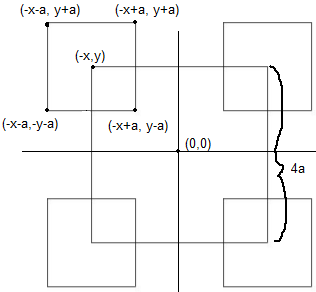 (-x-a, y+a) (-x+a, y+a)
(-x,y)
(-x-a,-y-a) (-x+a, y-a)
(0,0)
4a